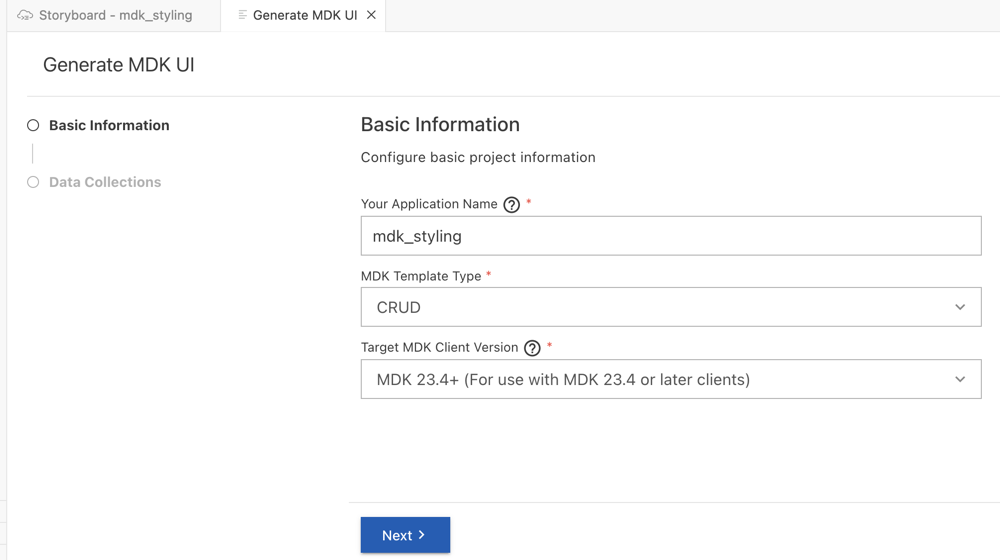 Storyboard - mdk_styling
Generate MDK UI
Generate MDK UI
Basic Information
Data Collections
Basic Information
Configure basic project information
Your Application Name ? *
mdk_styling
MDK Template Type *
CRUD
Target MDK Client Version ? *
MDK 23.4+ (For use with MDK 23.4 or later clients)
Next